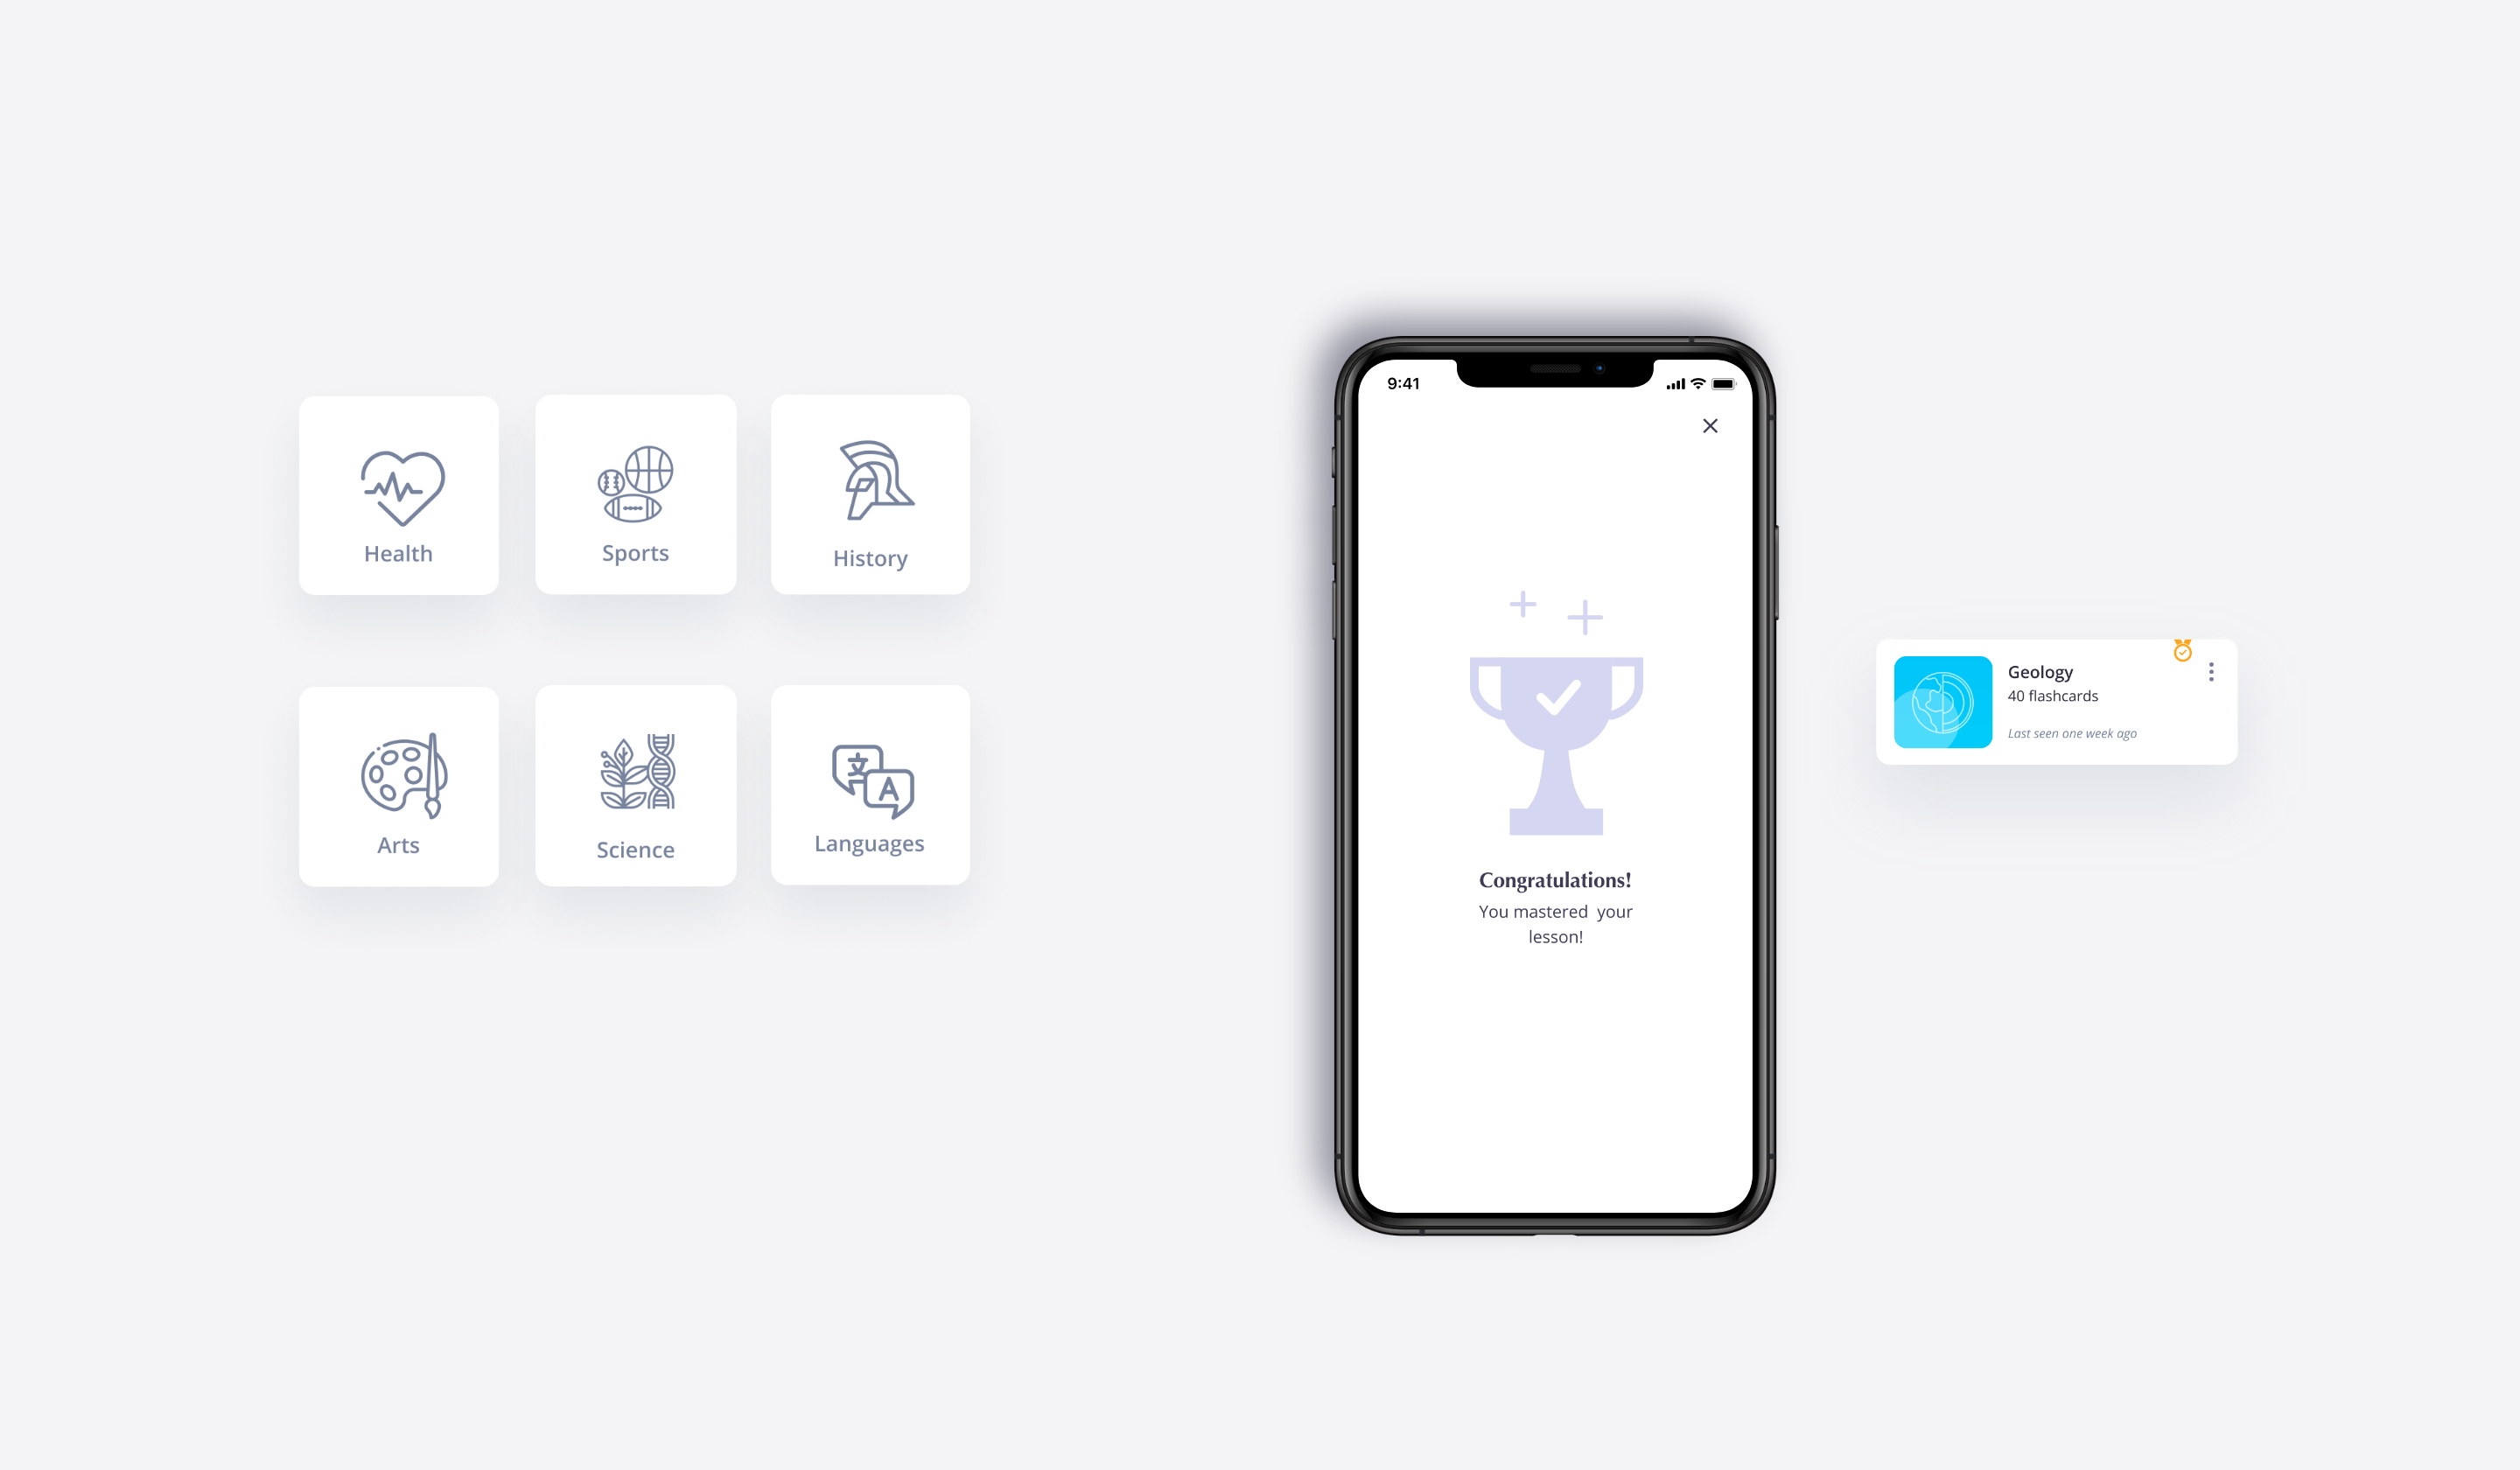 Health
Sports
History
Arts
Science
文
A
Languages
9:41
Congratulations!
You mastered  your
lesson!
Geology
40 flashcards
Last seen one week ago